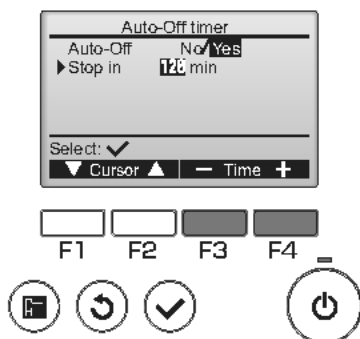 Auto-Off timer
Auto-Off No/Yes
Stop in 120 min
Select:
Cursor − Time +
F1 F2 F3 F4